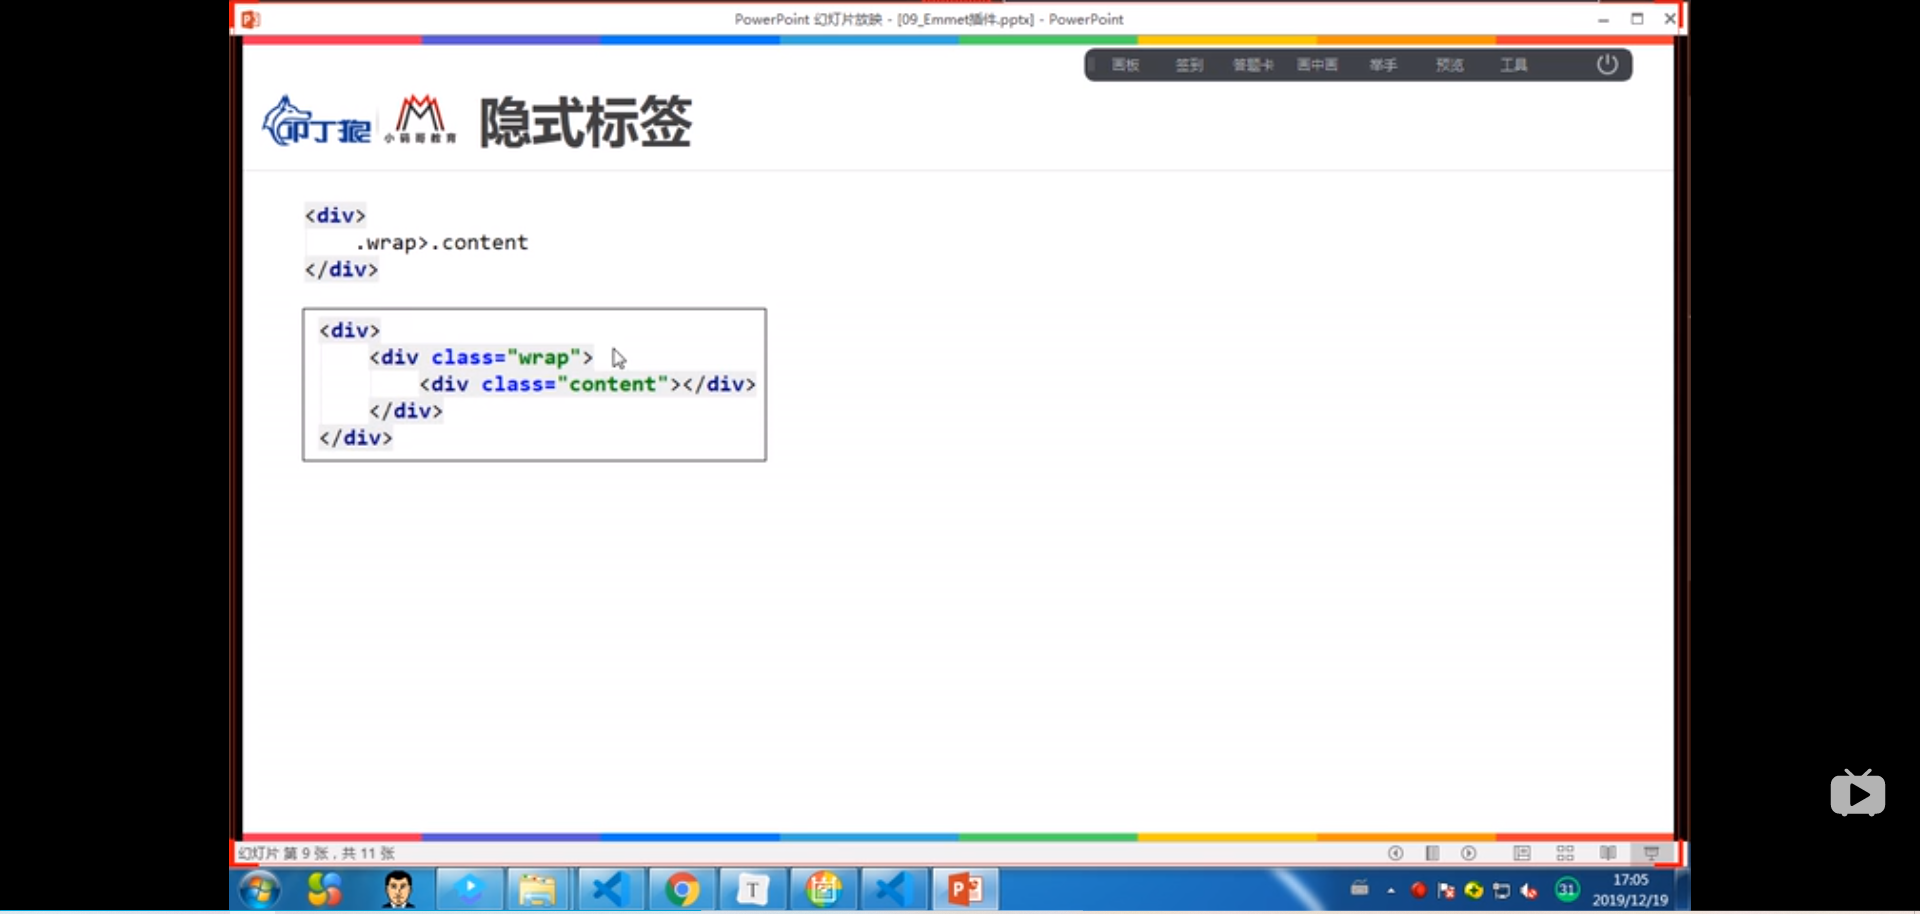 PowerPoint 幻灯片放映 - [09_Emmet插件.pptx] - PowerPoint
画板 签到 答题卡 画中画 举手 预览 工具
叩丁狼 小码哥教育 隐式标签
<div>
.wrap>.content
</div>
<div>
<div class="wrap">
<div class="content"></div>
</div>
</div>
幻灯片 第 9 张，共 11 张
T
31
17:05
2019/12/19